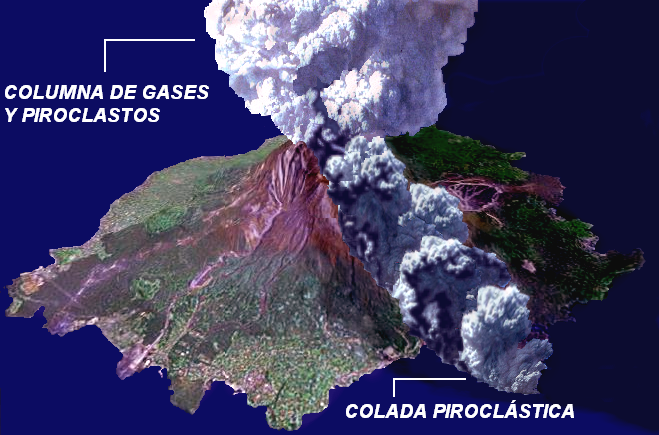 COLUMNA DE GASES
Y PIROCLASTOS
COLADA PIROCLÁSTICA